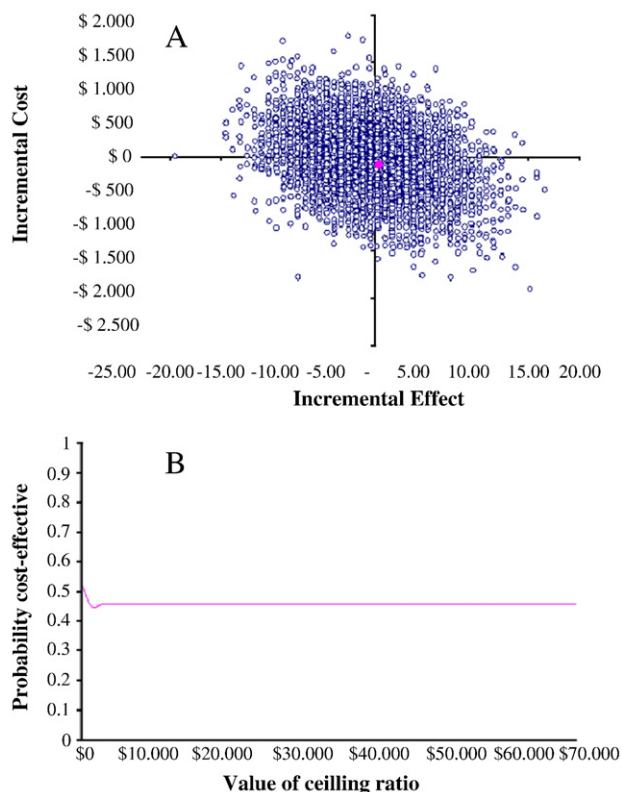 A
$ 2.000
$ 1.500
$ 1.000
$ 500
$ 0
-$ 500
-$ 1.000
-$ 1.500
-$ 2.000
-$ 2.500
Incremental Cost
-25.00 -20.00 -15.00 -10.00 -5.00 - 5.00 10.00 15.00 20.00
Incremental Effect
B
1
0.9
0.8
0.7
0.6
0.5
0.4
0.3
0.2
0.1
0
Probability cost-effective
$0 $10.000 $20.000 $30.000 $40.000 $50.000 $60.000 $70.000
Value of ceilling ratio